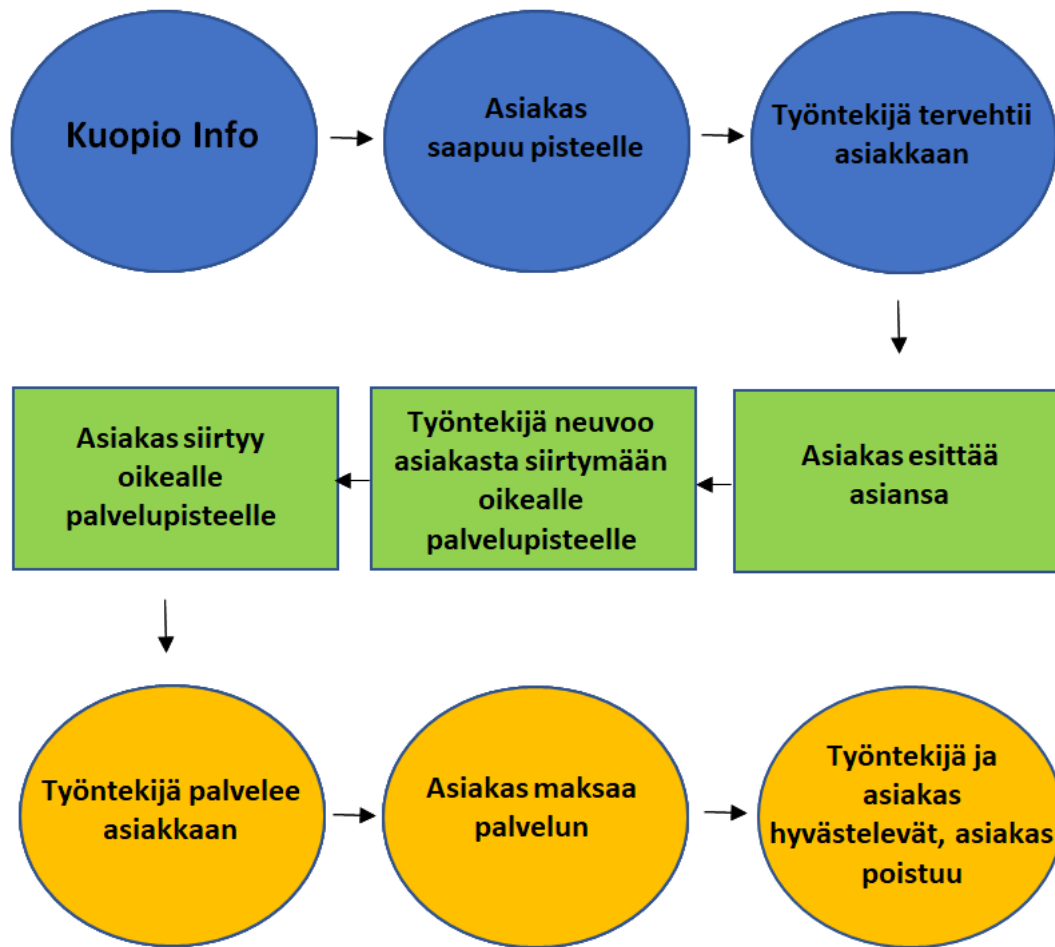 Kuopio Info
Asiakas
saapuu pisteelle
Työntekijä tervehtii
asiakkaan
Asiakas esittää
asiansa
Työntekijä neuvoo
asiakasta siirtymään
oikealle
palvelupisteelle
Asiakas siirtyy
oikealle
palvelupisteelle
Työntekijä palvelee
asiakkaan
Asiakas maksaa
palvelun
Työntekijä ja
asiakas
hyvästelevät, asiakas
poistuu